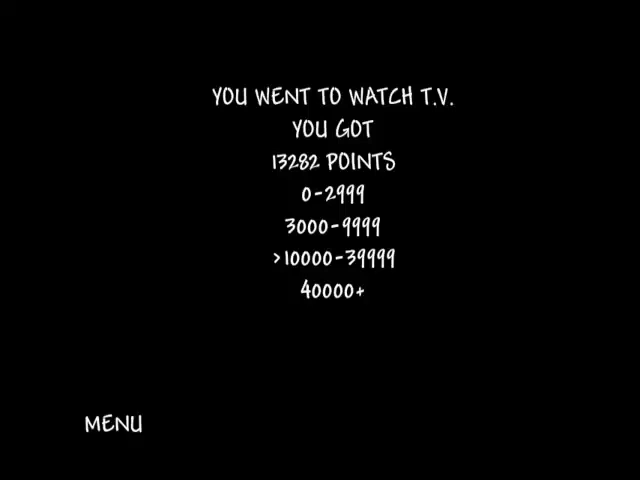 YOU WENT TO WATCH T.V.
YOU GOT
13282 POINTS
0-2999
3000-9999
>10000-39999
40000+
MENU